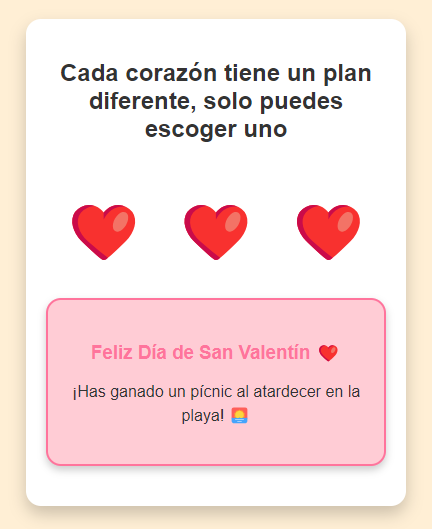 Cada corazón tiene un plan
diferente, solo puedes
escoger uno
Feliz Día de San Valentín ❤️
¡Has ganado un pícnic al atardecer en la
playa! 🌅